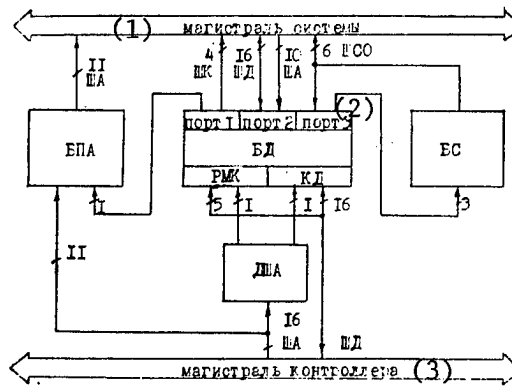 (1) магистраль системы
II
ША
4
ШК
I6
ШД
IO
ША
6 ШСО
(2)
порт 1 порт 2 порт 3
БПА
БД
БС
РМК КД
I
5
I
I
I6
3
II
ДША
I6
ША
ШД
магистраль контроллера (3)